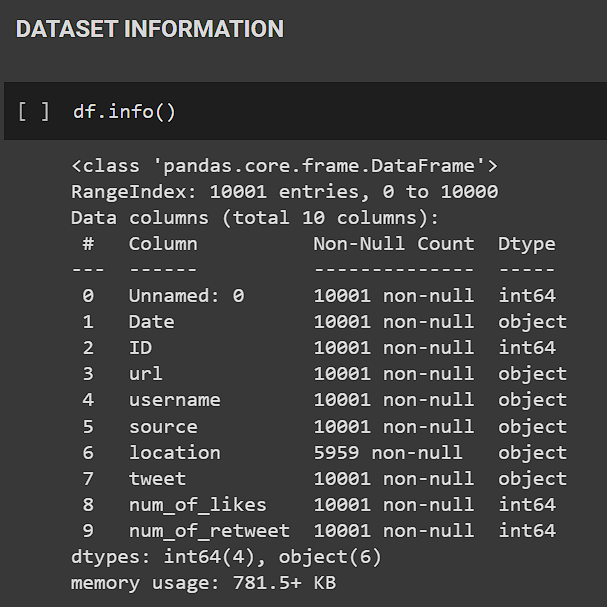 DATASET INFORMATION
[ ] df.info()
<class 'pandas.core.frame.DataFrame'>
RangeIndex: 10001 entries, 0 to 10000
Data columns (total 10 columns):
 #   Column          Non-Null Count  Dtype
---  ------          --------------  -----
 0   Unnamed: 0      10001 non-null  int64
 1   Date            10001 non-null  object
 2   ID              10001 non-null  int64
 3   url             10001 non-null  object
 4   username        10001 non-null  object
 5   source          10001 non-null  object
 6   location        5959 non-null   object
 7   tweet           10001 non-null  object
 8   num_of_likes    10001 non-null  int64
 9   num_of_retweet  10001 non-null  int64
dtypes: int64(4), object(6)
memory usage: 781.5+ KB